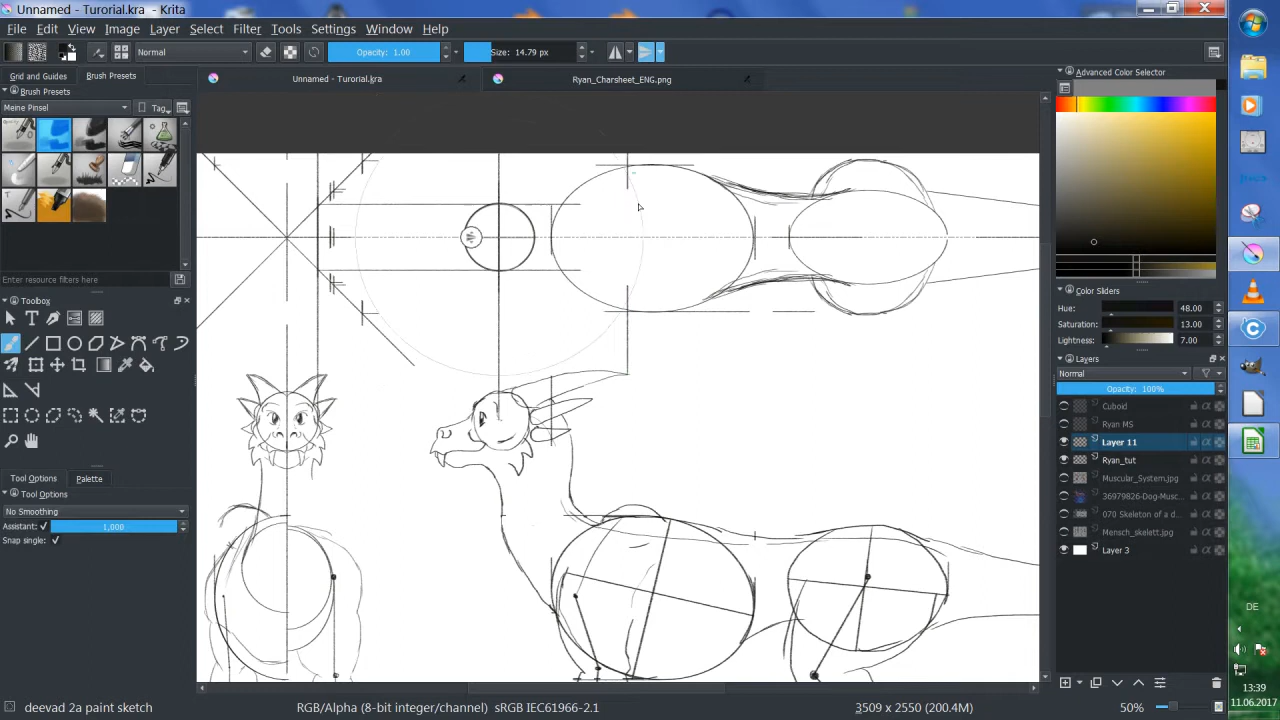 Unnamed - Turorial.kra - Krita
File Edit View Image Layer Select Filter Tools Settings Window Help
Normal Opacity: 1.00 Size: 14.79 px
Grid and Guides Brush Presets
Unnamed - Turorial.kra
Ryan_Charsheet_ENG.png
Advanced Color Selector
Brush Presets
Meine Pinsel Tag
Enter resource filters here
Toolbox
Color Sliders
Hue: 48.00
Saturation: 13.00
Lightness: 7.00
Layers
Normal
Opacity: 100%
Cuboid
Ryan MS
Layer 11
Ryan_tut
Muscular_System.jpg
36979826-Dog-Musc...
070 Skeleton of a d...
Mensch_skelett.jpg
Layer 3
Tool Options Palette
Tool Options
No Smoothing
Assistant: 1,000
Snap single:
DE
deevad 2a paint sketch
RGB/Alpha (8-bit integer/channel) sRGB IEC61966-2.1
3509 x 2550 (200.4M)
50%
13:39
11.06.2017